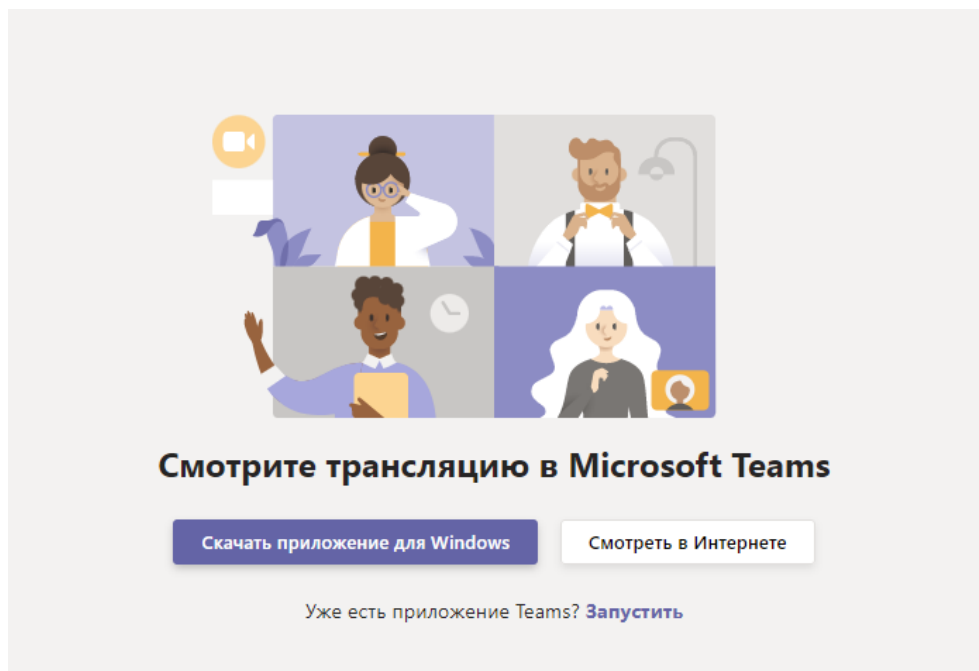 Смотрите трансляцию в Microsoft Teams
Скачать приложение для Windows
Смотреть в Интернете
Уже есть приложение Teams? Запустить